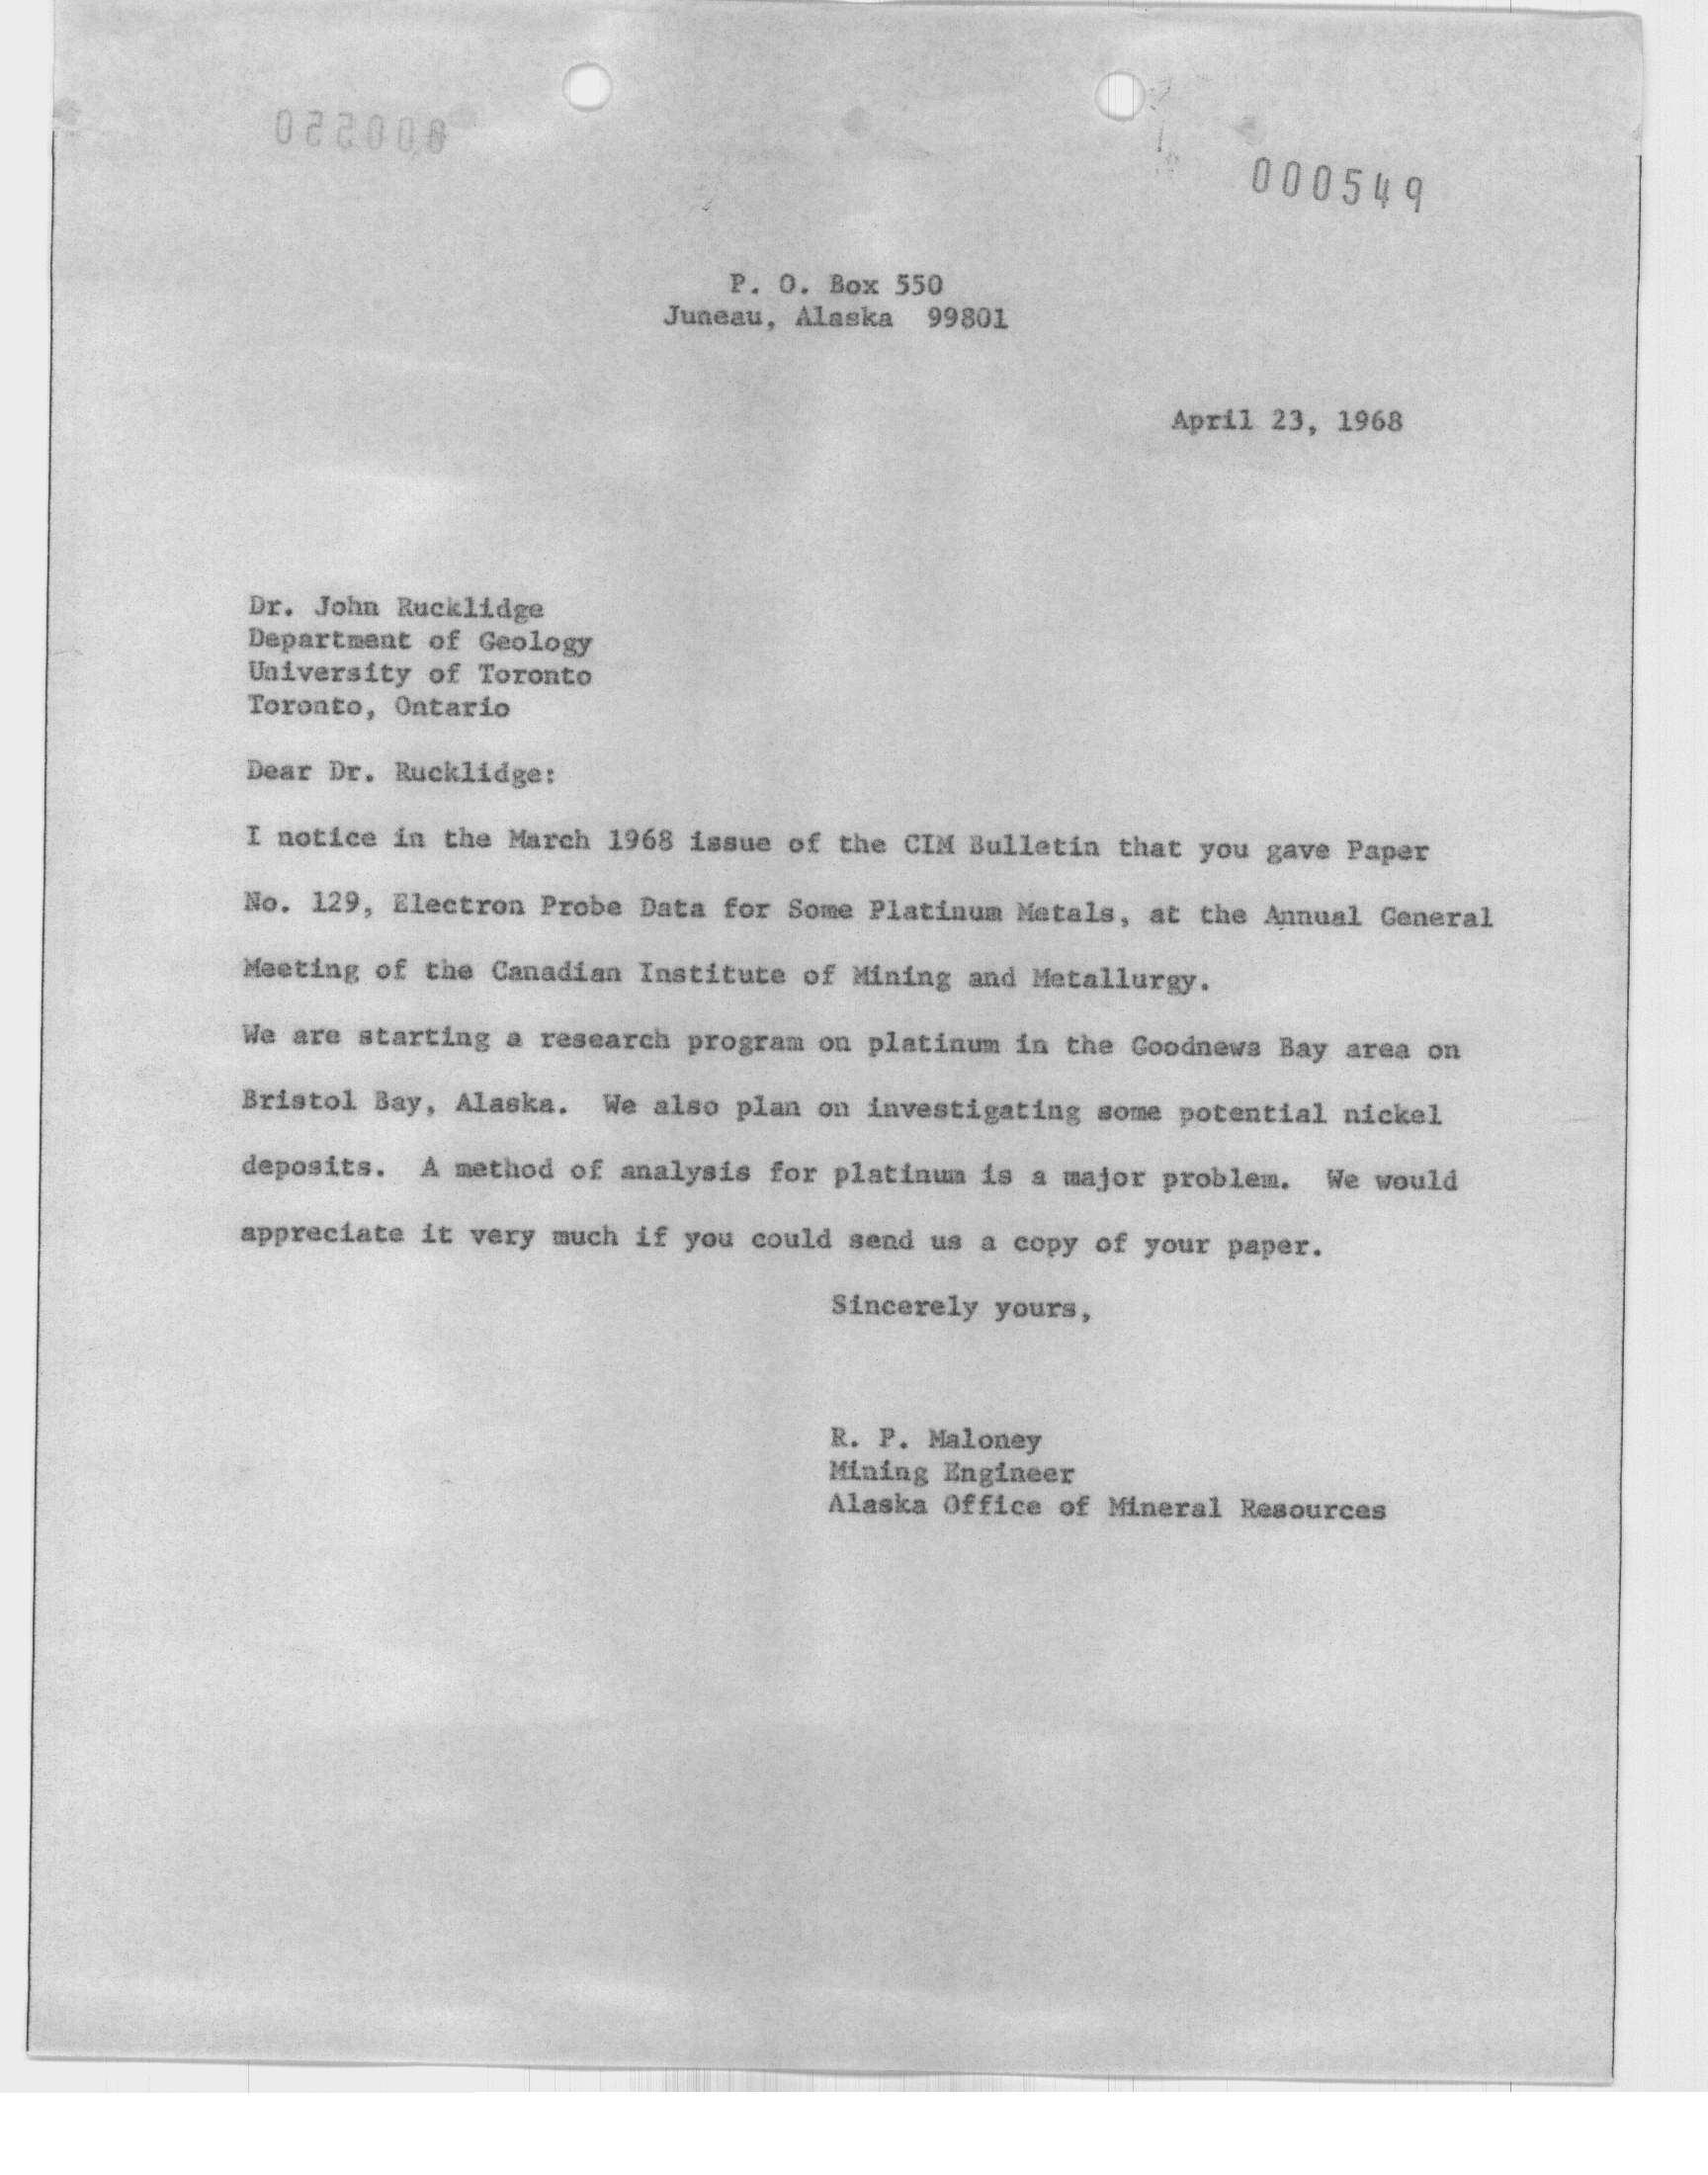 000550
000549
P. O. Box 550
Juneau, Alaska 99801
April 23, 1968
Dr. John Rucklidge
Department of Geology
University of Toronto
Toronto, Ontario
Dear Dr. Rucklidge:
I notice in the March 1968 issue of the CIM Bulletin that you gave Paper
No. 129, Electron Probe Data for Some Platinum Metals, at the Annual General
Meeting of the Canadian Institute of Mining and Metallurgy.
We are starting a research program on platinum in the Goodnews Bay area on
Bristol Bay, Alaska. We also plan on investigating some potential nickel
deposits. A method of analysis for platinum is a major problem. We would
appreciate it very much if you could send us a copy of your paper.
Sincerely yours,
R. P. Maloney
Mining Engineer
Alaska Office of Mineral Resources